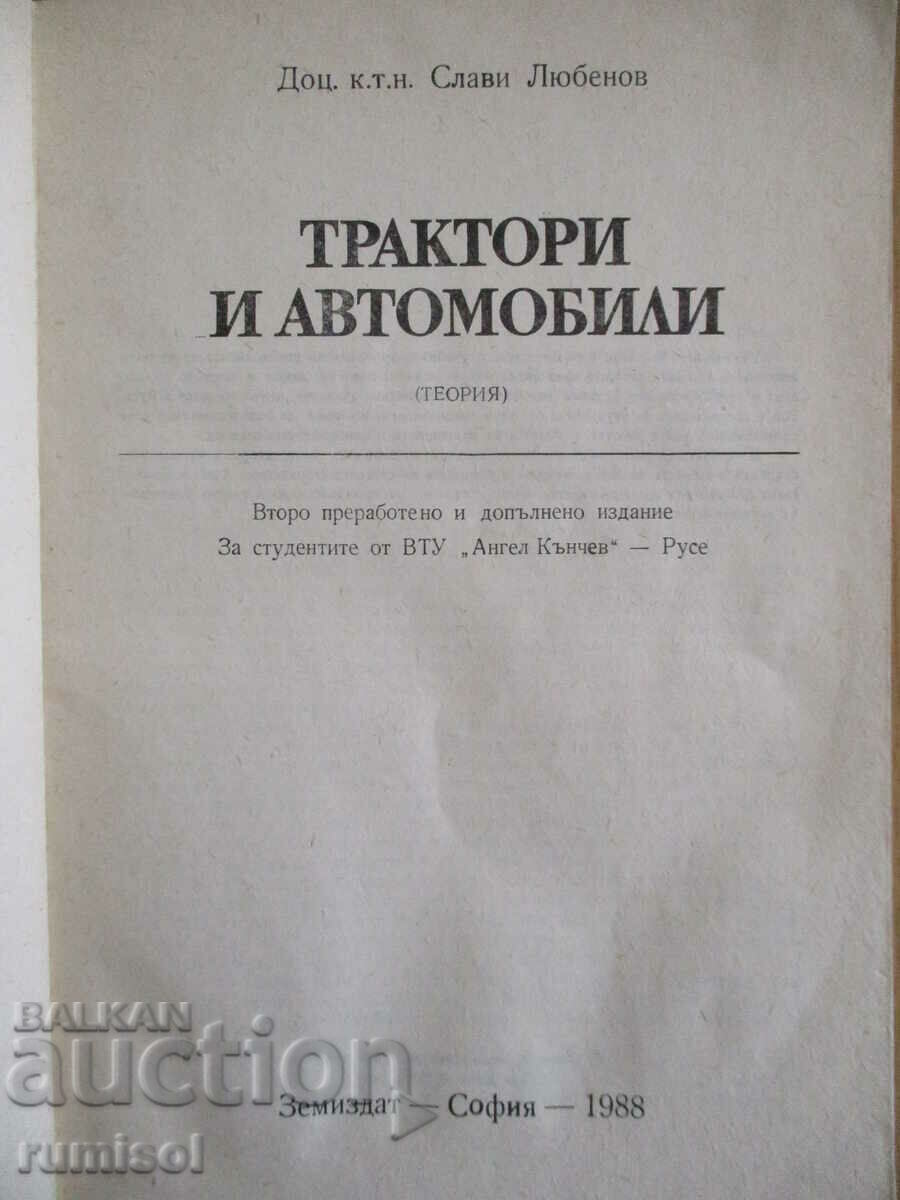 Доц. к.т.н. Слави Любенов
ТРАКТОРИ
И АВТОМОБИЛИ
(ТЕОРИЯ)
Второ преработено и допълнено издание
За студентите от ВТУ „Ангел Кънчев“ — Русе
Земиздат — София — 1988
BALKAN
auction
rumisol